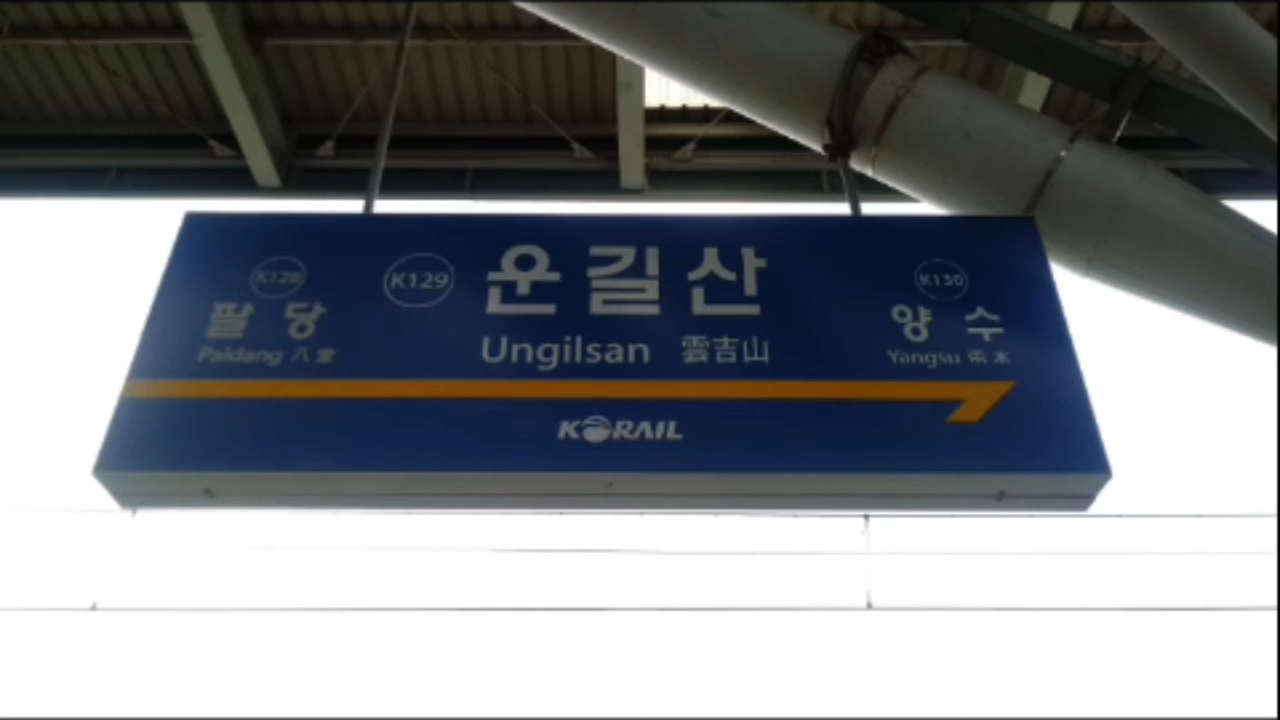 K128
팔당
Paldang 八堂
K129
운길산
Ungilsan 雲吉山
K130
양수
Yangsu 兩水
KORAIL